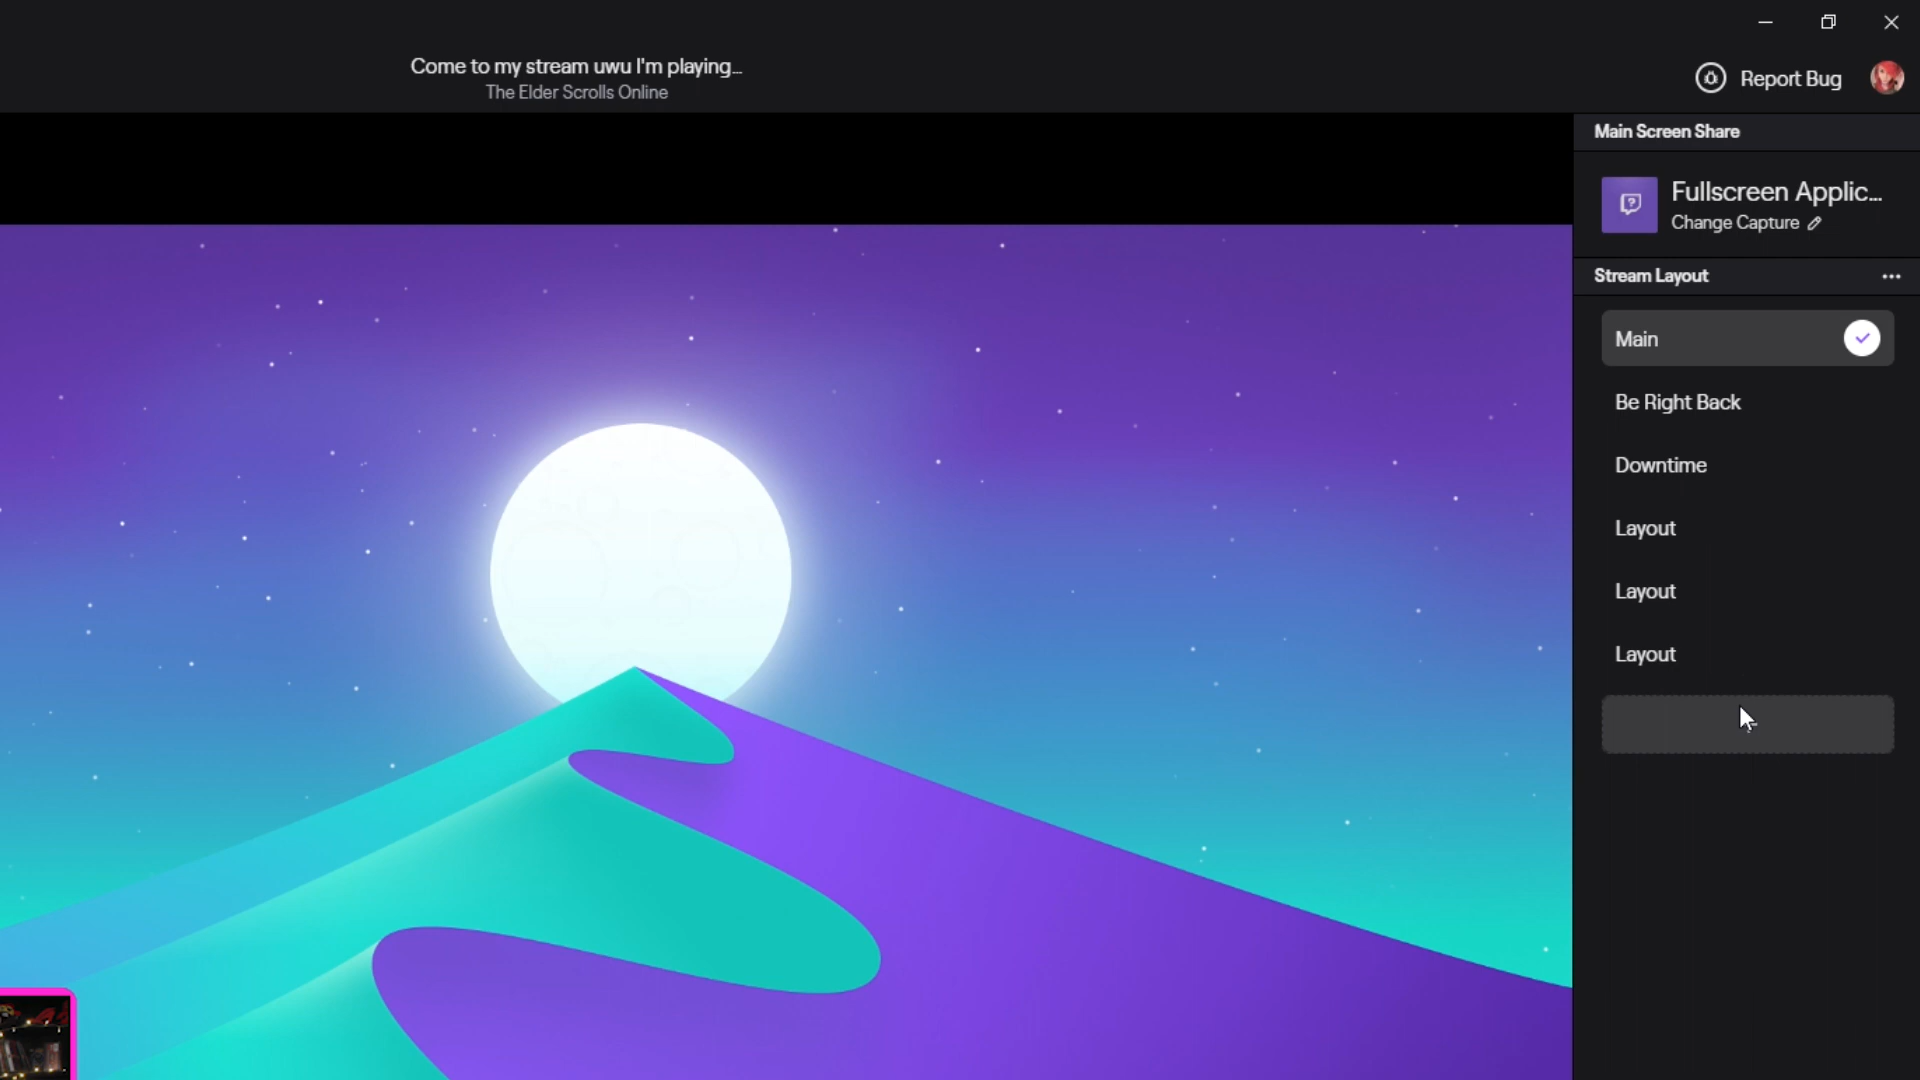 Come to my stream uwu I'm playing...
The Elder Scrolls Online
Report Bug
Main Screen Share
Fullscreen Applic...
Change Capture
Stream Layout
Main
Be Right Back
Downtime
Layout
Layout
Layout